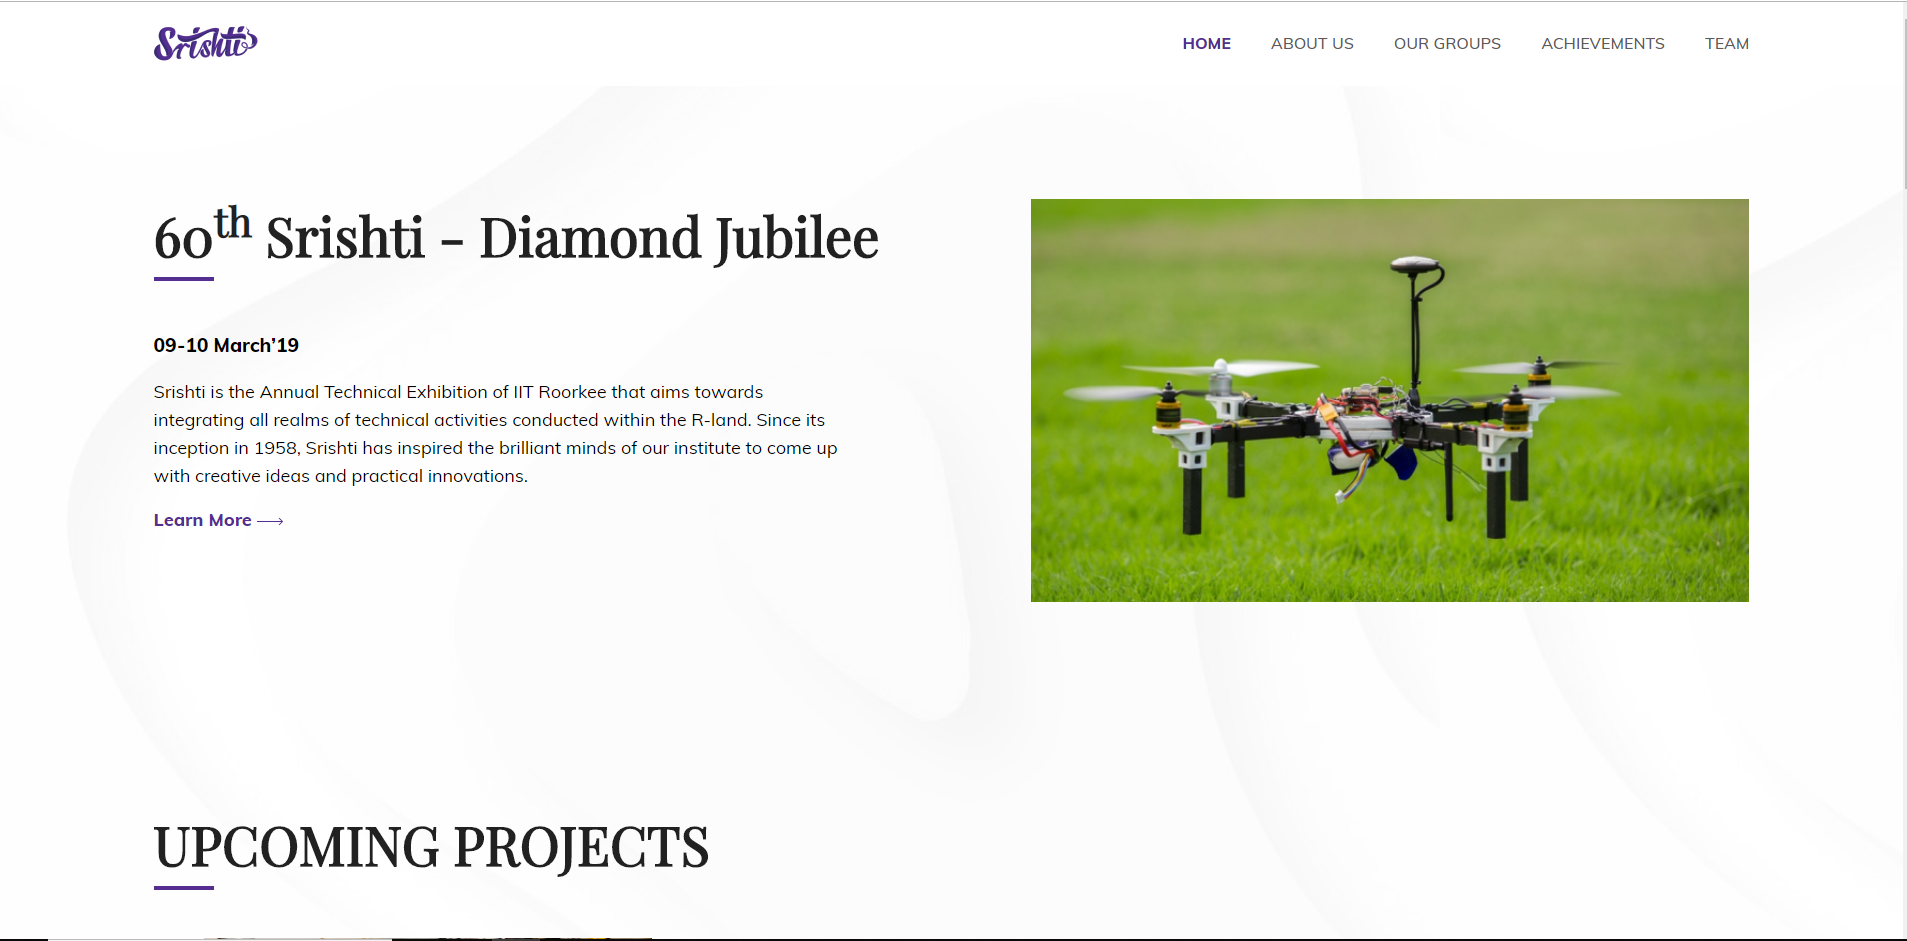 Srishti
HOME
ABOUT US
OUR GROUPS
ACHIEVEMENTS
TEAM
60th Srishti - Diamond Jubilee
09-10 March’19
Srishti is the Annual Technical Exhibition of IIT Roorkee that aims towards
integrating all realms of technical activities conducted within the R-land. Since its
inception in 1958, Srishti has inspired the brilliant minds of our institute to come up
with creative ideas and practical innovations.
Learn More
UPCOMING PROJECTS